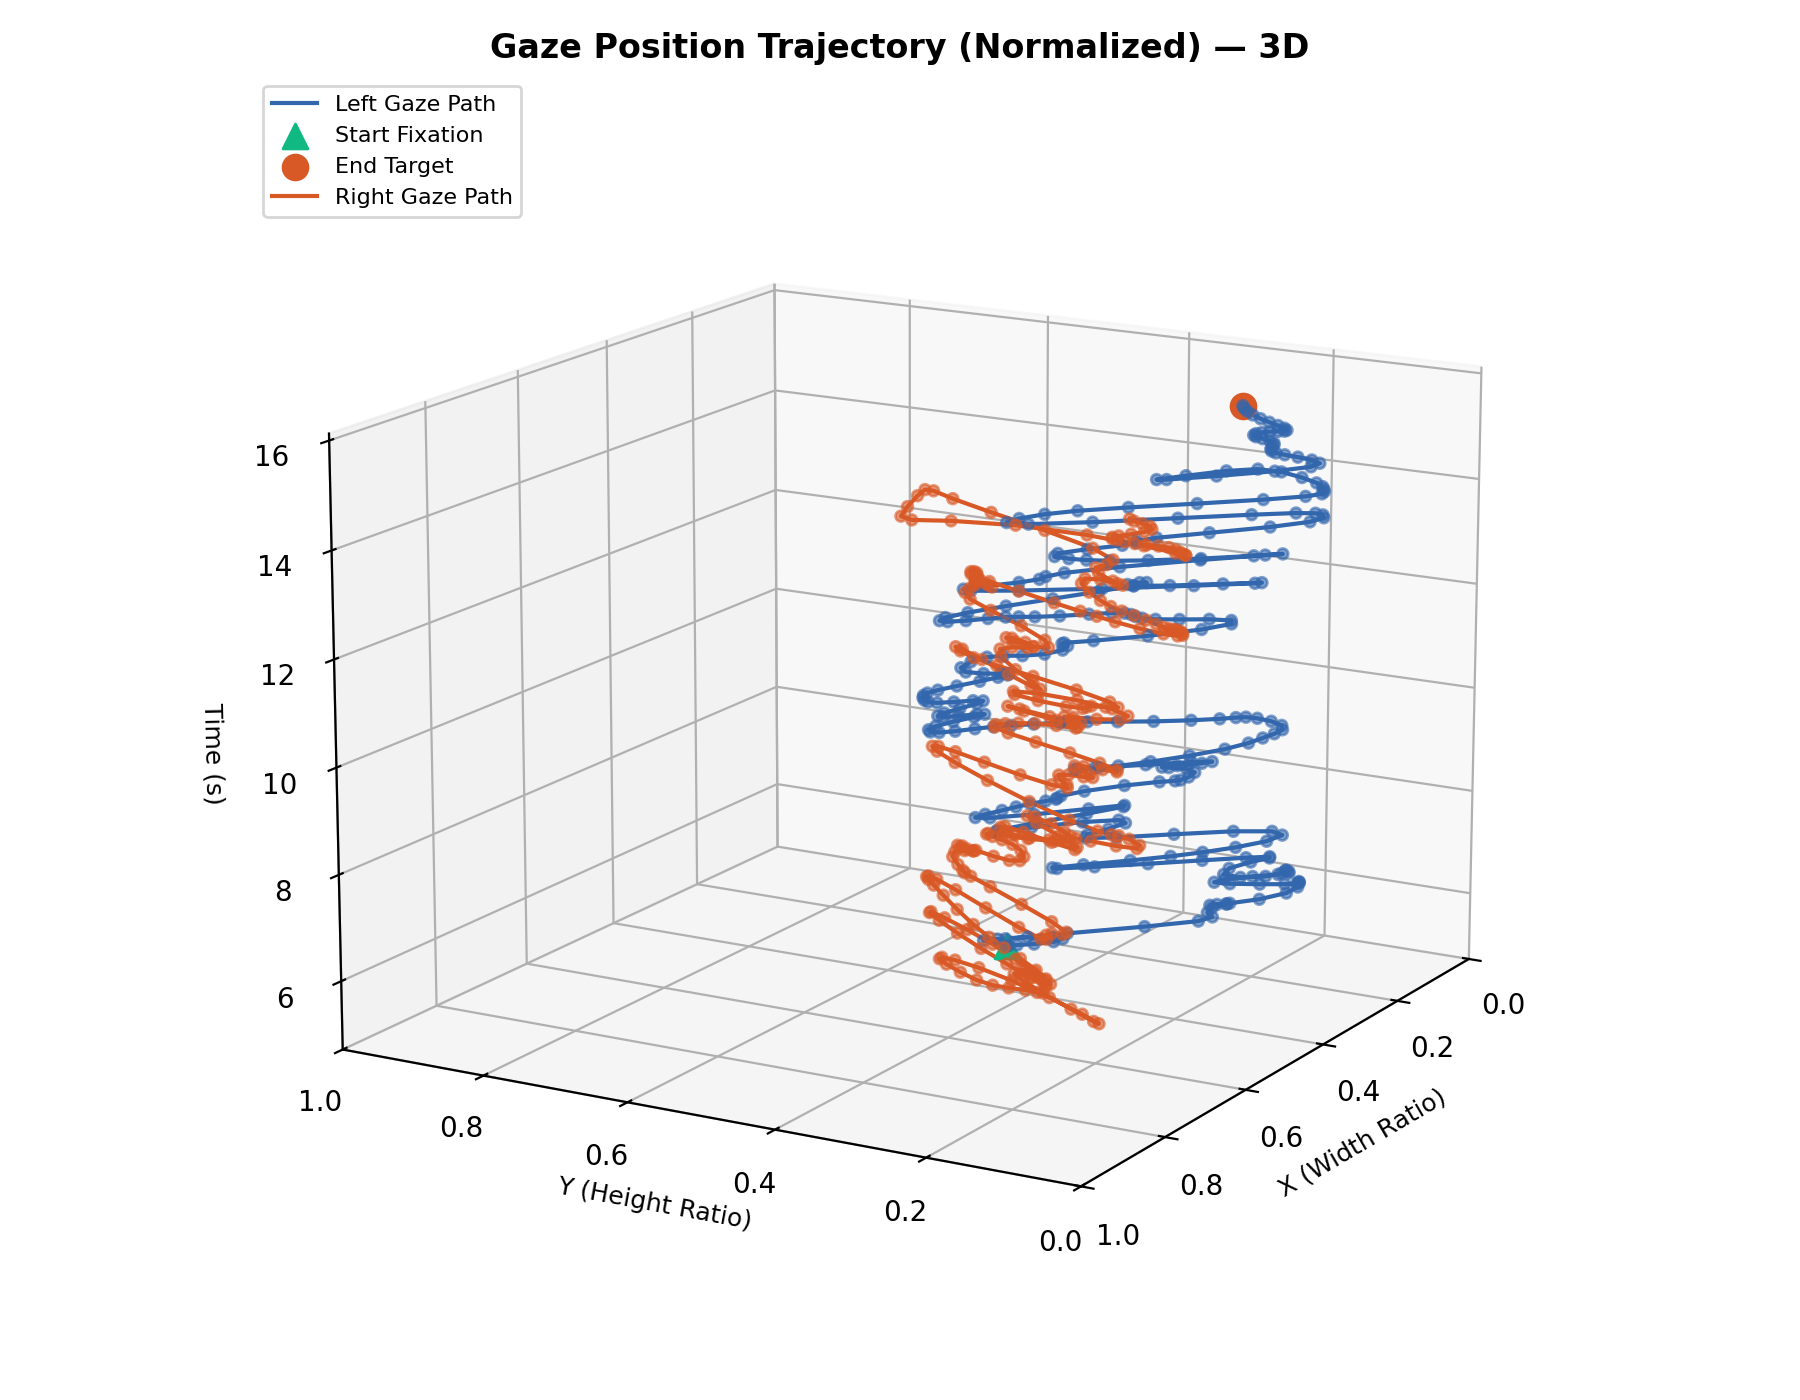 Gaze Position Trajectory (Normalized) — 3D
Left Gaze Path
Start Fixation
End Target
Right Gaze Path
16
14
12
10
8
6
Time (s)
1.0
0.8
0.6
0.4
0.2
0.0
Y (Height Ratio)
0.0
0.2
0.4
0.6
0.8
1.0
X (Width Ratio)